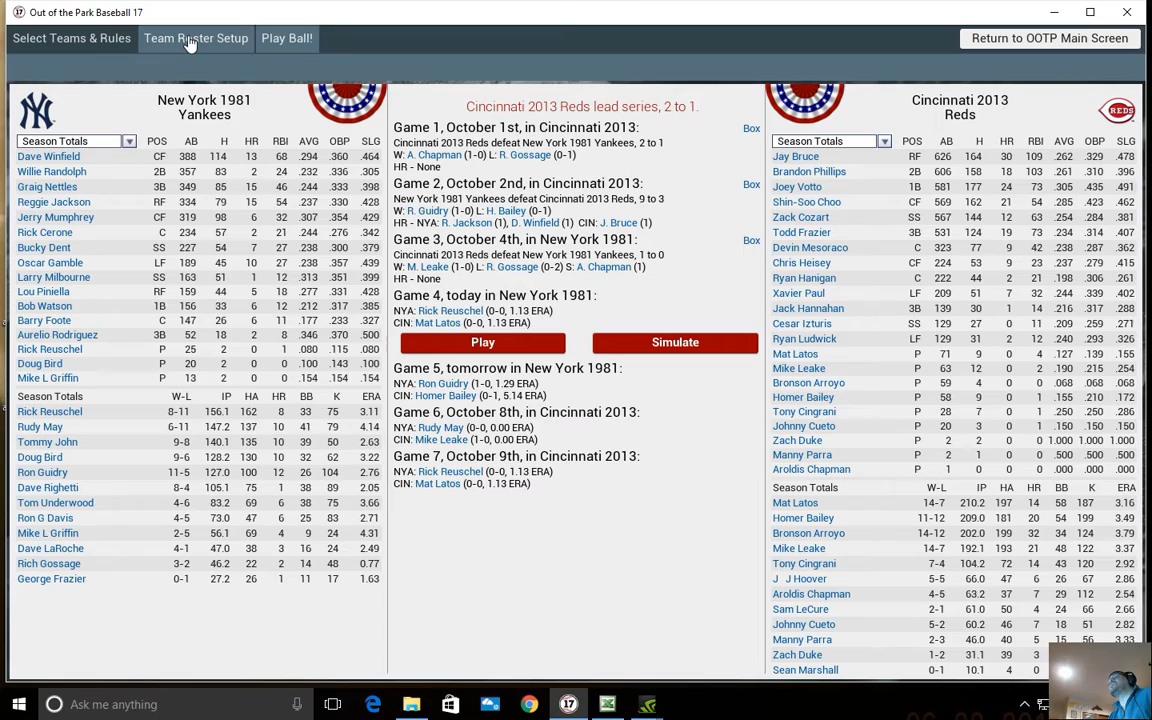 Out of the Park Baseball 17
Select Teams & Rules Team Roster Setup Play Ball! Return to OOTP Main Screen
New York 1981
Yankees
Season Totals POS AB H HR RBI AVG OBP SLG
Dave Winfield CF 388 114 13 68 .294 .360 .464
Willie Randolph 2B 357 83 2 24 .232 .336 .305
Graig Nettles 3B 349 85 15 46 .244 .333 .398
Reggie Jackson RF 334 79 15 54 .237 .330 .428
Jerry Mumphrey CF 319 98 6 32 .307 .354 .429
Rick Cerone C 234 57 2 21 .244 .276 .342
Bucky Dent SS 227 54 7 27 .238 .300 .379
Oscar Gamble LF 189 45 10 27 .238 .357 .439
Larry Milbourne SS 163 51 1 12 .313 .351 .399
Lou Piniella RF 159 44 5 18 .277 .331 .428
Bob Watson 1B 156 33 6 12 .212 .317 .385
Barry Foote C 147 26 6 11 .177 .233 .327
Aurelio Rodriguez 3B 52 18 2 8 .346 .370 .500
Rick Reuschel P 25 2 0 1 .080 .115 .080
Doug Bird P 20 2 0 0 .100 .143 .100
Mike L Griffin P 13 2 0 0 .154 .154 .154
Season Totals W-L IP HA HR BB K ERA
Rick Reuschel 8-11 156.1 162 8 33 75 3.11
Rudy May 6-11 147.2 137 10 41 79 4.14
Tommy John 9-8 140.1 135 10 39 50 2.63
Doug Bird 9-6 128.2 130 10 32 62 3.22
Ron Guidry 11-5 127.0 100 12 26 104 2.76
Dave Righetti 8-4 105.1 75 1 38 89 2.05
Tom Underwood 4-6 83.2 69 6 38 75 3.66
Ron G Davis 4-5 73.0 47 6 25 83 2.71
Mike L Griffin 2-5 56.1 69 4 9 24 4.31
Dave LaRoche 4-1 47.0 38 3 16 24 2.49
Rich Gossage 3-2 46.2 22 2 14 48 0.77
George Frazier 0-1 27.2 26 1 11 17 1.63
Cincinnati 2013 Reds lead series, 2 to 1.
Game 1, October 1st, in Cincinnati 2013: Box
Cincinnati 2013 Reds defeat New York 1981 Yankees, 2 to 1
W: A. Chapman (1-0) L: R. Gossage (0-1)
HR - None
Game 2, October 2nd, in Cincinnati 2013: Box
New York 1981 Yankees defeat Cincinnati 2013 Reds, 9 to 3
W: R. Guidry (1-0) L: H. Bailey (0-1)
HR - NYA: R. Jackson (1), D. Winfield (1) CIN: J. Bruce (1)
Game 3, October 4th, in New York 1981: Box
Cincinnati 2013 Reds defeat New York 1981 Yankees, 1 to 0
W: M. Leake (1-0) L: R. Gossage (0-2) S: A. Chapman (1)
HR - None
Game 4, today in New York 1981:
NYA: Rick Reuschel (0-0, 1.13 ERA)
CIN: Mat Latos (0-0, 1.13 ERA)
Play Simulate
Game 5, tomorrow in New York 1981:
NYA: Ron Guidry (1-0, 1.29 ERA)
CIN: Homer Bailey (0-1, 5.14 ERA)
Game 6, October 8th, in Cincinnati 2013:
NYA: Rudy May (0-0, 0.00 ERA)
CIN: Mike Leake (1-0, 0.00 ERA)
Game 7, October 9th, in Cincinnati 2013:
NYA: Rick Reuschel (0-0, 1.13 ERA)
CIN: Mat Latos (0-0, 1.13 ERA)
Cincinnati 2013
Reds
REDS
Season Totals POS AB H HR RBI AVG OBP SLG
Jay Bruce RF 626 164 30 109 .262 .329 .478
Brandon Phillips 2B 606 158 18 103 .261 .310 .396
Joey Votto 1B 581 177 24 73 .305 .435 .491
Shin-Soo Choo CF 569 162 21 54 .285 .423 .462
Zack Cozart SS 567 144 12 63 .254 .284 .381
Todd Frazier 3B 531 124 19 73 .234 .314 .407
Devin Mesoraco C 323 77 9 42 .238 .287 .362
Chris Heisey CF 224 53 9 23 .237 .279 .415
Ryan Hanigan C 222 44 2 21 .198 .306 .261
Xavier Paul LF 209 51 7 32 .244 .339 .402
Jack Hannahan 3B 139 30 1 14 .216 .317 .288
Cesar Izturis SS 129 27 0 11 .209 .259 .271
Ryan Ludwick LF 129 31 2 12 .240 .293 .326
Mat Latos P 71 9 0 4 .127 .139 .155
Mike Leake P 63 12 0 2 .190 .215 .254
Bronson Arroyo P 59 4 0 0 .068 .068 .068
Homer Bailey P 58 9 0 1 .155 .210 .172
Tony Cingrani P 28 7 0 1 .250 .250 .286
Johnny Cueto P 20 3 0 1 .150 .150 .150
Zach Duke P 2 2 0 0 1.000 1.000 1.000
Manny Parra P 2 1 0 0 .500 .500 .500
Aroldis Chapman P 1 0 0 0 .000 .000 .000
Season Totals W-L IP HA HR BB K ERA
Mat Latos 14-7 210.2 197 14 58 187 3.16
Homer Bailey 11-12 209.0 181 20 54 199 3.49
Bronson Arroyo 14-12 202.0 199 32 34 124 3.79
Mike Leake 14-7 192.1 193 21 48 122 3.37
Tony Cingrani 7-4 104.2 72 14 43 120 2.92
J J Hoover 5-5 66.0 47 6 26 67 2.86
Aroldis Chapman 4-5 63.2 37 7 29 112 2.54
Sam LeCure 2-1 61.0 50 4 24 66 2.66
Johnny Cueto 5-2 60.2 46 7 18 51 2.82
Manny Parra 2-3 46.0 40 5 15 56 3.33
Zach Duke 1-2 31.1 39 3
Sean Marshall 0-1 10.1 4 0
Ask me anything
17